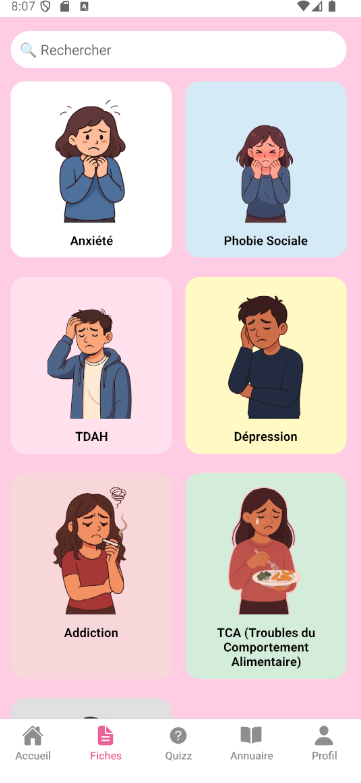 8:07
Rechercher
Anxiété
Phobie Sociale
TDAH
Dépression
Addiction
TCA (Troubles du
Comportement
Alimentaire)
Accueil
Fiches
Quizz
Annuaire
Profil